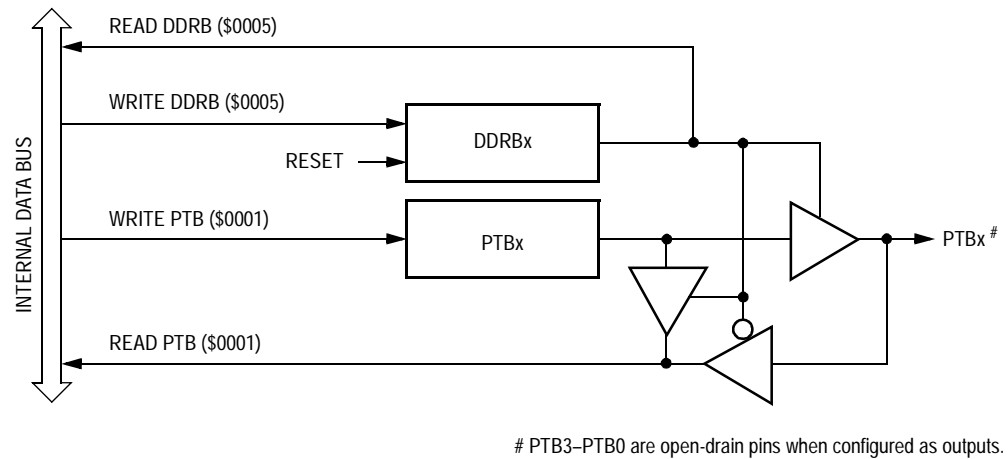 READ DDRB ($0005)
WRITE DDRB ($0005)
DDRBx
RESET
INTERNAL DATA BUS
WRITE PTB ($0001)
PTBx
PTBx #
READ PTB ($0001)
# PTB3–PTB0 are open-drain pins when configured as outputs.